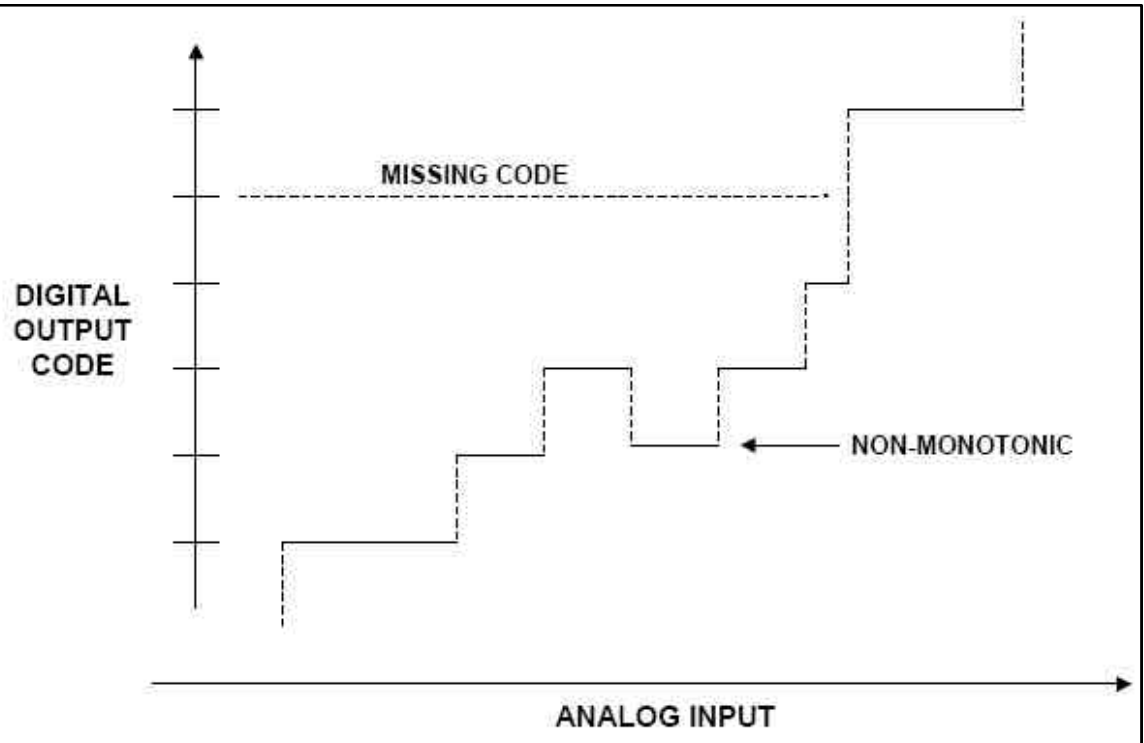 MISSING CODE
DIGITAL
OUTPUT
CODE
NON-MONOTONIC
ANALOG INPUT